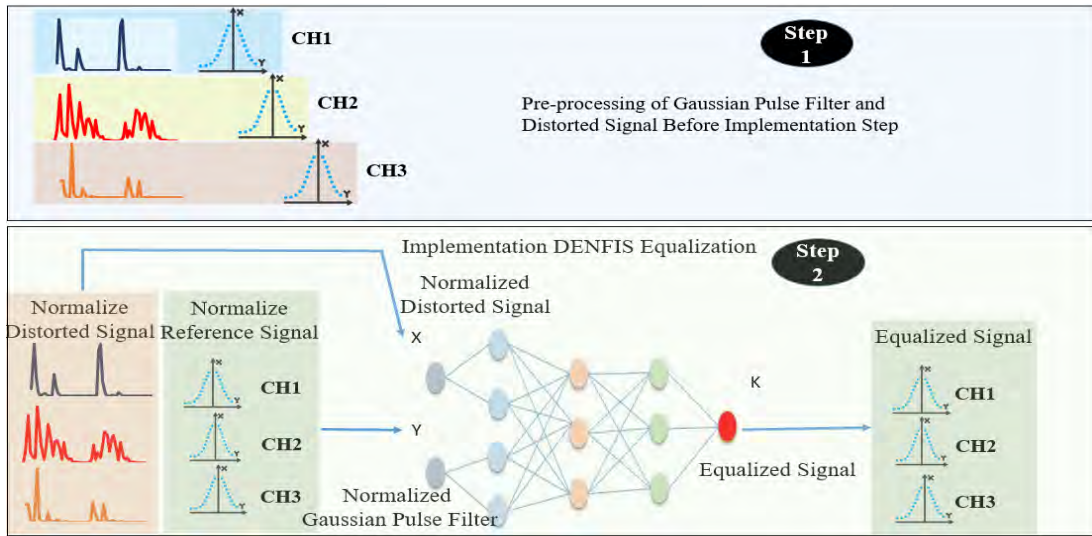 Step
1
X
CH1
Y
X
CH2
Y
X
CH3
Y
Pre-processing of Gaussian Pulse Filter and
Distorted Signal Before Implementation Step
Implementation DENFIS Equalization
Step
2
Normalize
Distorted Signal
Normalize
Reference Signal
X
CH1
Y
X
CH2
Y
X
CH3
Y
Normalized
Distorted Signal
X
Y
Normalized
Gaussian Pulse Filter
K
Equalized Signal
Equalized Signal
X
CH1
Y
X
CH2
Y
X
CH3
Y